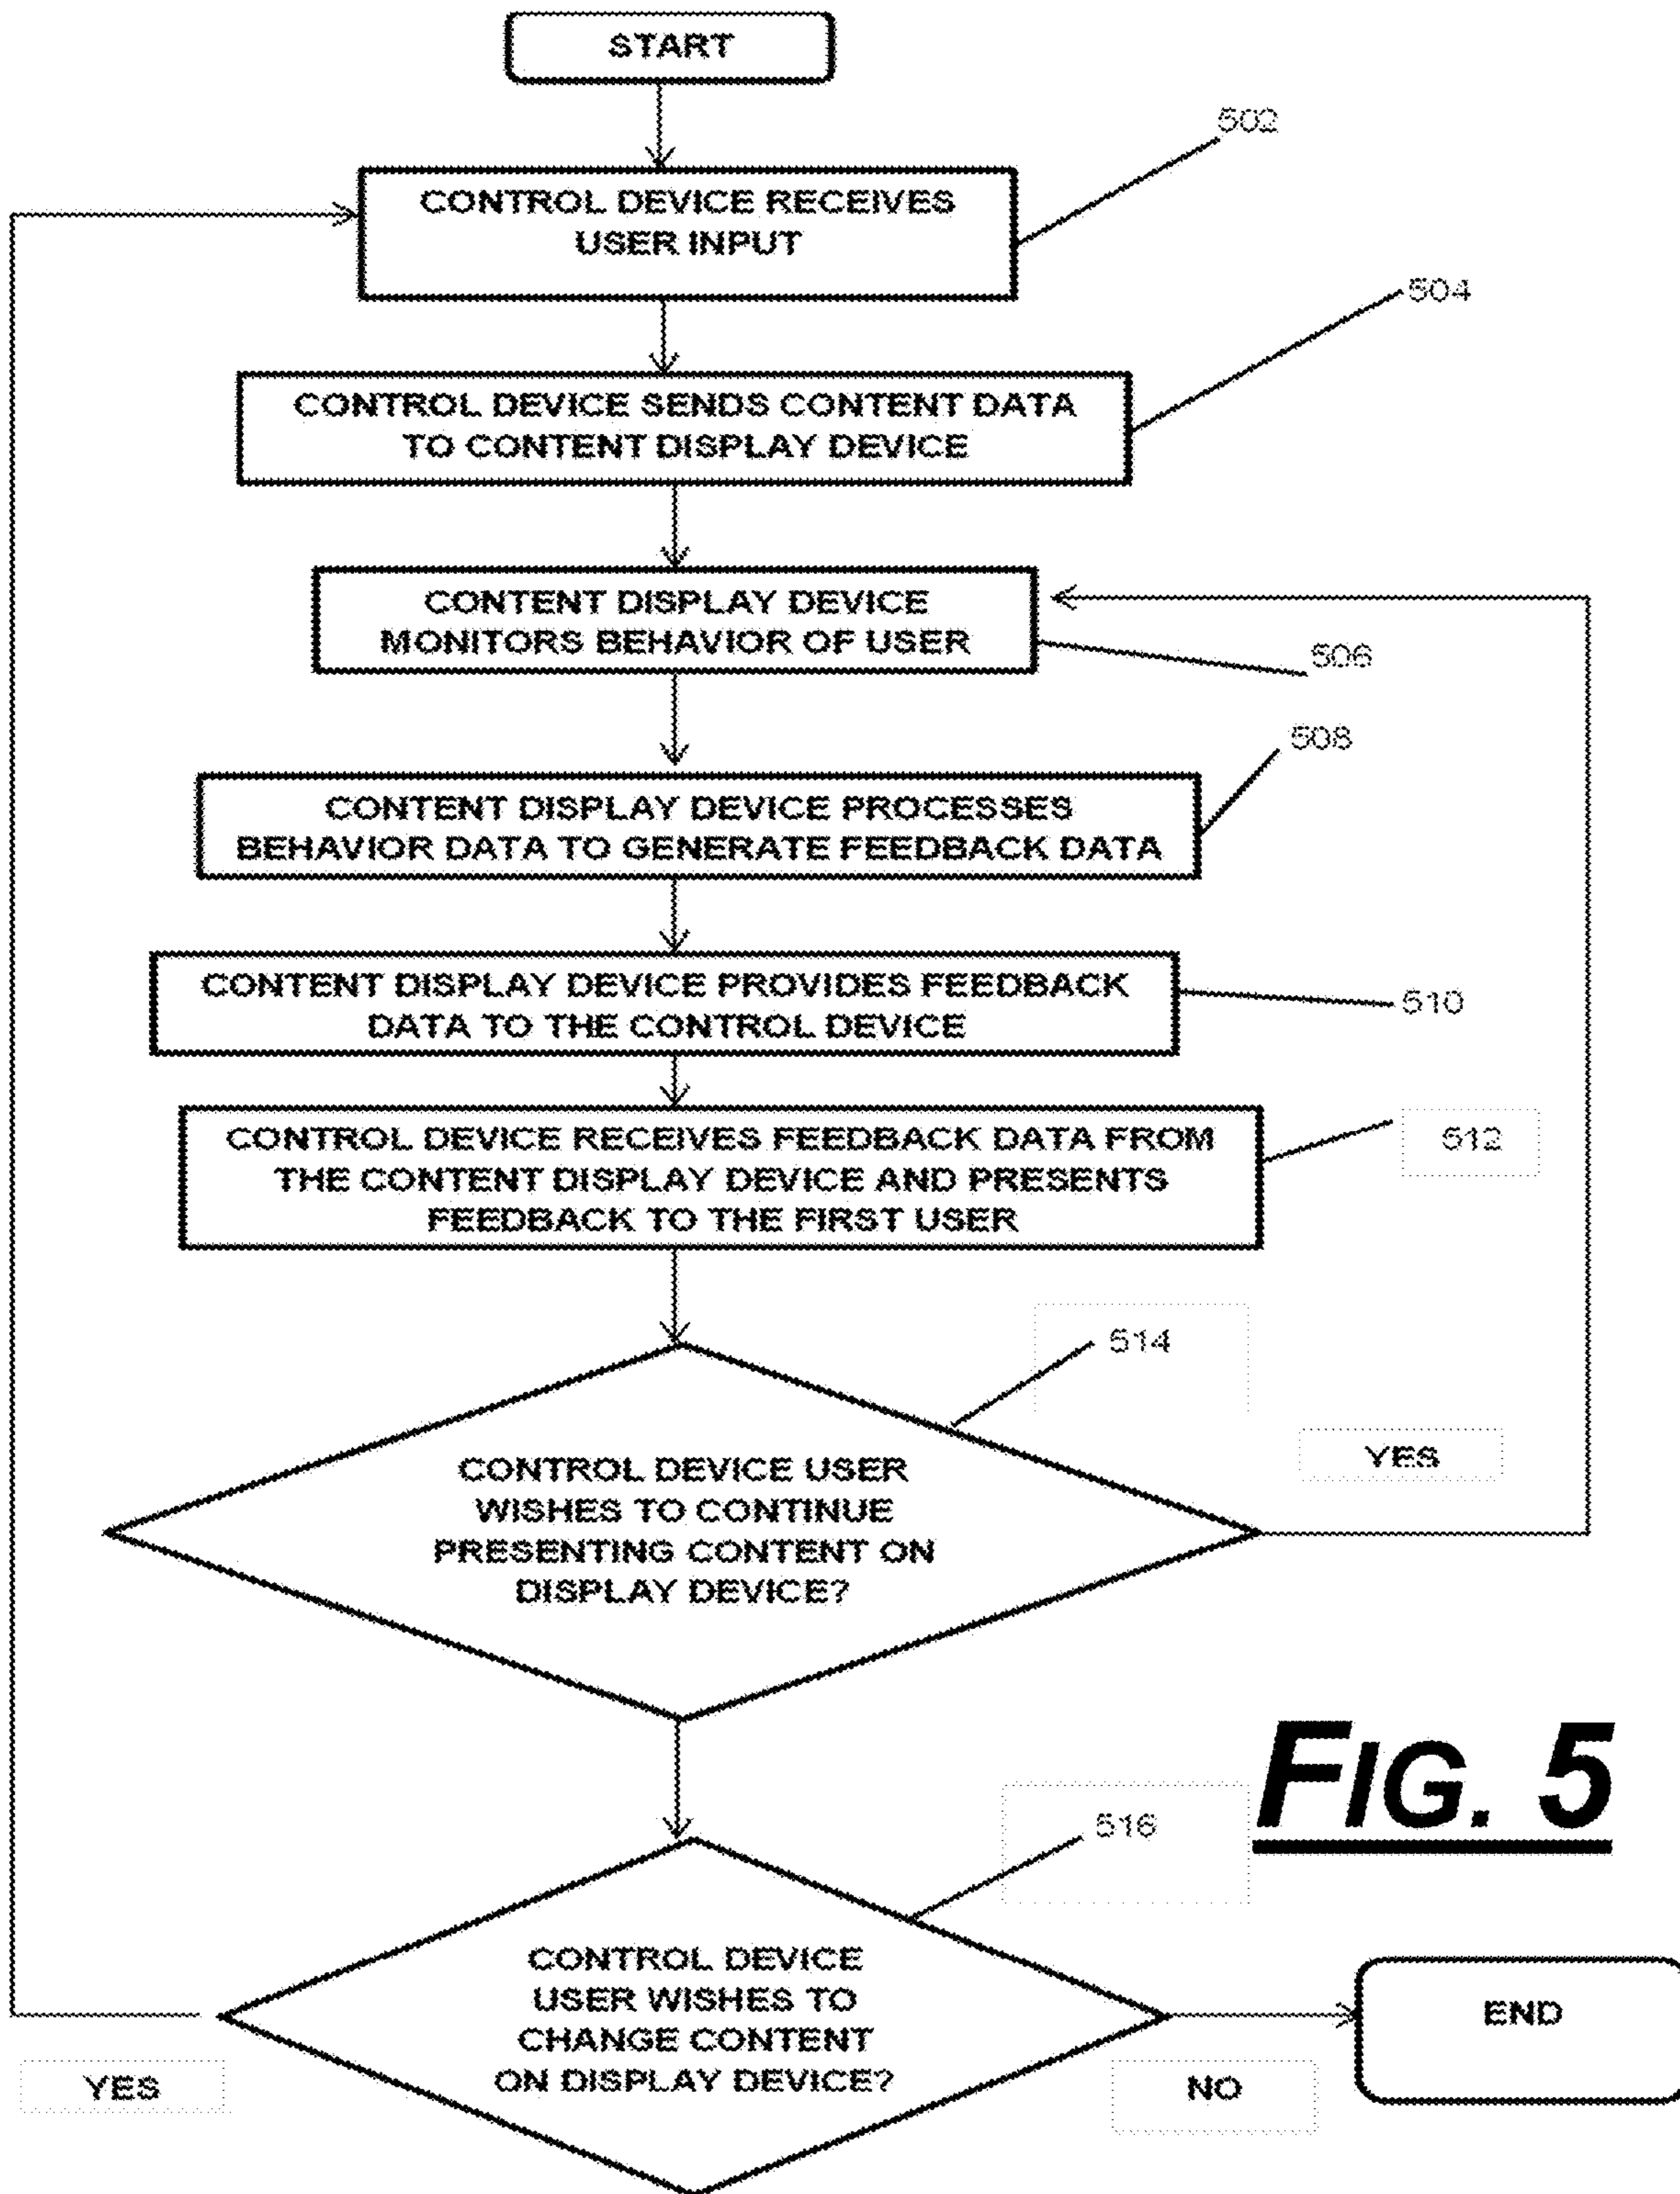 START
502
CONTROL DEVICE RECEIVES
USER INPUT
504
CONTROL DEVICE SENDS CONTENT DATA
TO CONTENT DISPLAY DEVICE
CONTENT DISPLAY DEVICE
MONITORS BEHAVIOR OF USER
506
508
CONTENT DISPLAY DEVICE PROCESSES
BEHAVIOR DATA TO GENERATE FEEDBACK DATA
CONTENT DISPLAY DEVICE PROVIDES FEEDBACK
DATA TO THE CONTROL DEVICE
510
CONTROL DEVICE RECEIVES FEEDBACK DATA FROM
THE CONTENT DISPLAY DEVICE AND PRESENTS
FEEDBACK TO THE FIRST USER
512
514
CONTROL DEVICE USER
WISHES TO CONTINUE
PRESENTING CONTENT ON
DISPLAY DEVICE?
YES
FIG. 5
516
CONTROL DEVICE
USER WISHES TO
CHANGE CONTENT
ON DISPLAY DEVICE?
YES
NO
END